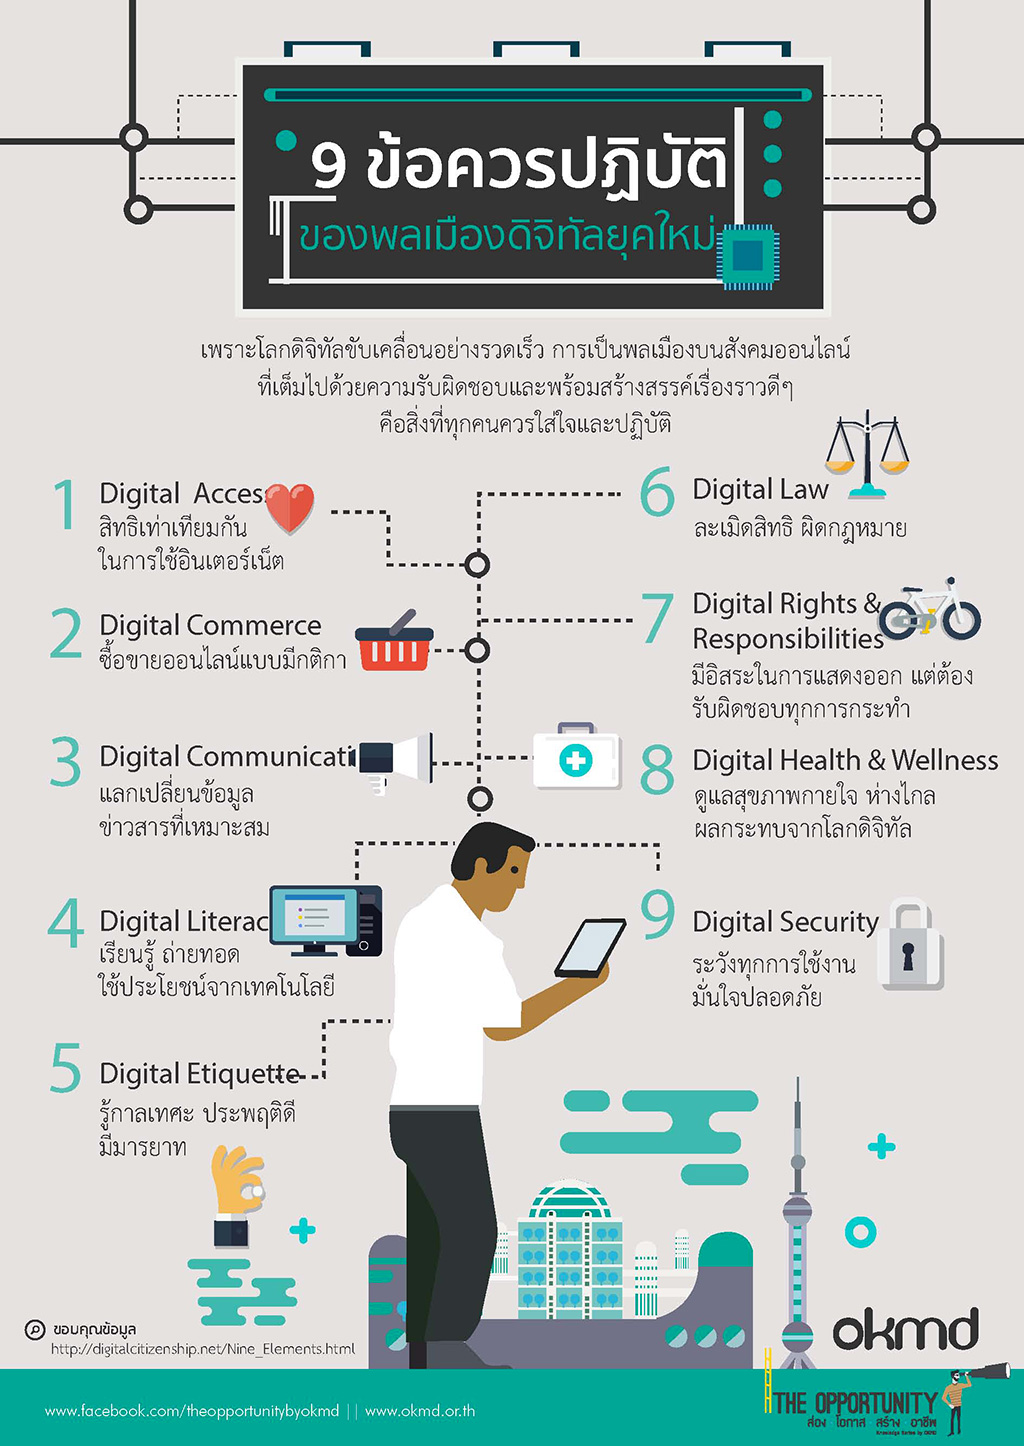 9 ข้อควรปฏิบัติ
ของพลเมืองดิจิทัลยุคใหม่
เพราะโลกดิจิทัลขับเคลื่อนอย่างรวดเร็ว การเป็นพลเมืองบนสังคมออนไลน์
ที่เต็มไปด้วยความรับผิดชอบและพร้อมสร้างสรรค์เรื่องราวดีๆ
คือสิ่งที่ทุกคนควรใส่ใจและปฏิบัติ
1 Digital Acces
สิทธิเท่าเทียมกัน
ในการใช้อินเตอร์เน็ต
2 Digital Commerce
ซื้อขายออนไลน์แบบมีกติกา
3 Digital Communicati
แลกเปลี่ยนข้อมูล
ข่าวสารที่เหมาะสม
4 Digital Literac
เรียนรู้ ถ่ายทอด
ใช้ประโยชน์จากเทคโนโลยี
5 Digital Etiquette
รู้กาลเทศะ ประพฤติดี
มีมารยาท
6 Digital Law
ละเมิดสิทธิ ผิดกฎหมาย
7 Digital Rights &
Responsibilities
มีอิสระในการแสดงออก แต่ต้อง
รับผิดชอบทุกการกระทำ
8 Digital Health & Wellness
ดูแลสุขภาพกายใจ ห่างไกล
ผลกระทบจากโลกดิจิทัล
9 Digital Security
ระวังทุกการใช้งาน
มั่นใจปลอดภัย
ขอบคุณข้อมูล
http://digitalcitizenship.net/Nine_Elements.html
okmd
www.facebook.com/theopportunitybyokmd || www.okmd.or.th
THE OPPORTUNITY
ส่อง โอกาส สร้าง อาชีพ
Knowledge Series by OKMD